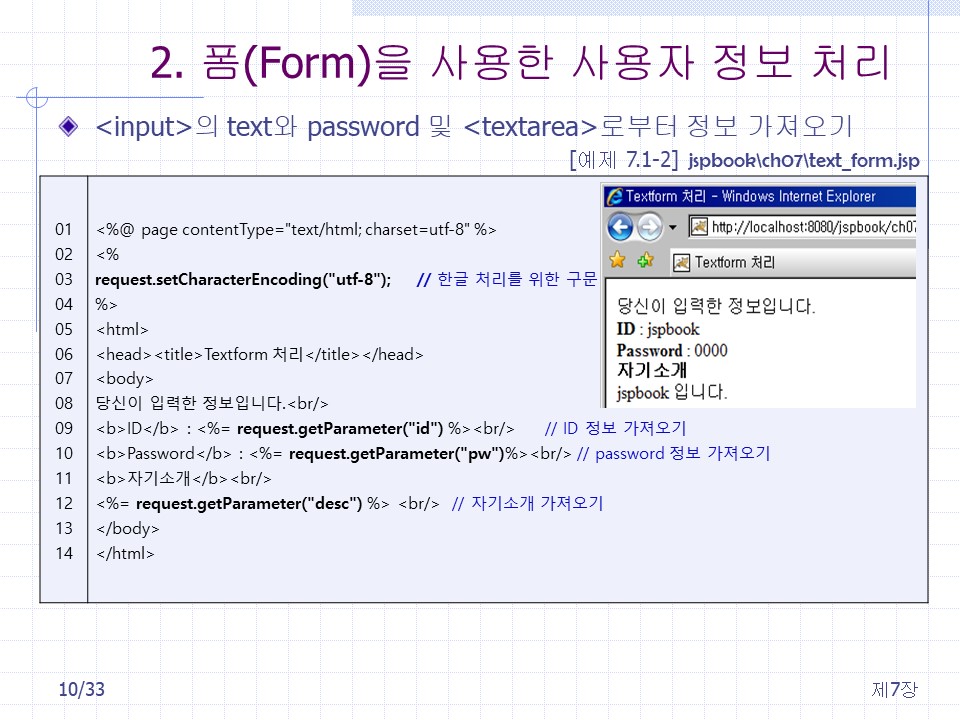 2. 폼(Form)을 사용한 사용자 정보 처리
<input>의 text와 password 및 <textarea>로부터 정보 가져오기
[예제 7.1-2] jspbook\ch07\text_form.jsp
01 <%@ page contentType="text/html; charset=utf-8" %>
02 <%
03 request.setCharacterEncoding("utf-8"); // 한글 처리를 위한 구문
04 %>
05 <html>
06 <head><title>Textform 처리</title></head>
07 <body>
08 당신이 입력한 정보입니다.<br/>
09 <b>ID</b> : <%= request.getParameter("id") %><br/> // ID 정보 가져오기
10 <b>Password</b> : <%= request.getParameter("pw")%><br/> // password 정보 가져오기
11 <b>자기소개</b><br/>
12 <%= request.getParameter("desc") %> <br/> // 자기소개 가져오기
13 </body>
14 </html>
Textform 처리 - Windows Internet Explorer
http://localhost:8080/jspbook/ch07
Textform 처리
당신이 입력한 정보입니다.
ID : jspbook
Password : 0000
자기소개
jspbook 입니다.
10/33
제7장